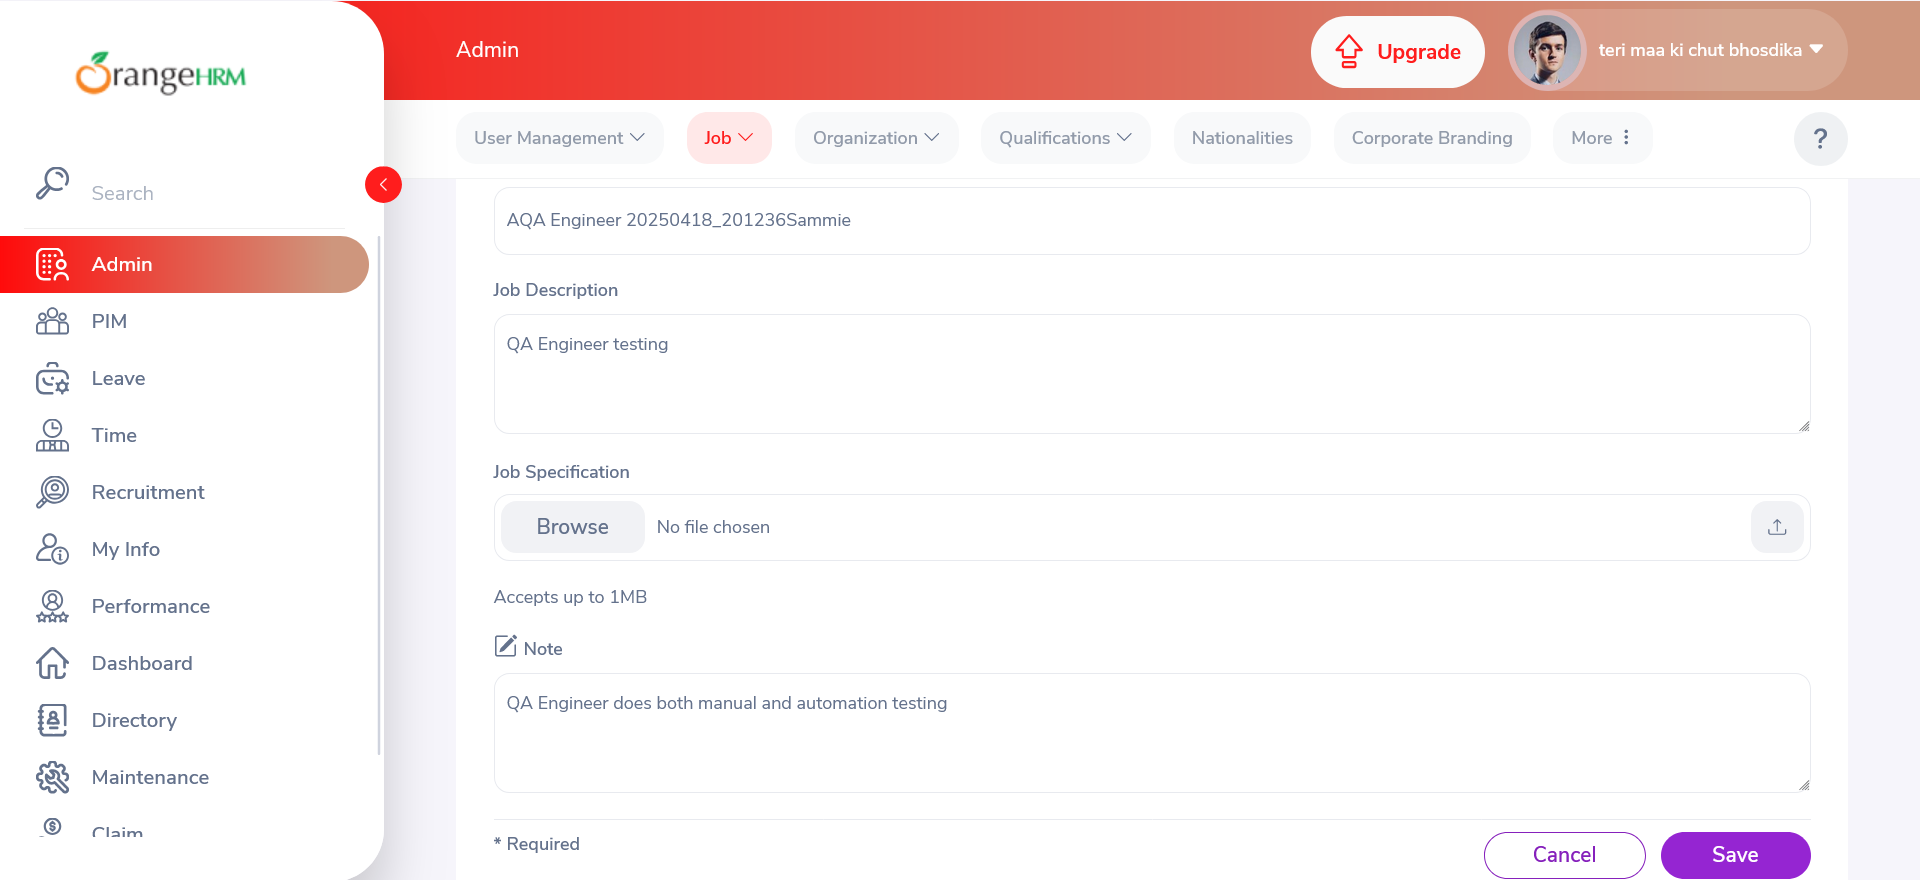 OrangeHRM
Admin
Upgrade
teri maa ki chut bhosdika
User Management
Job
Organization
Qualifications
Nationalities
Corporate Branding
More
?
Search
Admin
PIM
Leave
Time
Recruitment
My Info
Performance
Dashboard
Directory
Maintenance
Claim
AQA Engineer 20250418_201236Sammie
Job Description
QA Engineer testing
Job Specification
Browse
No file chosen
Accepts up to 1MB
Note
QA Engineer does both manual and automation testing
* Required
Cancel
Save